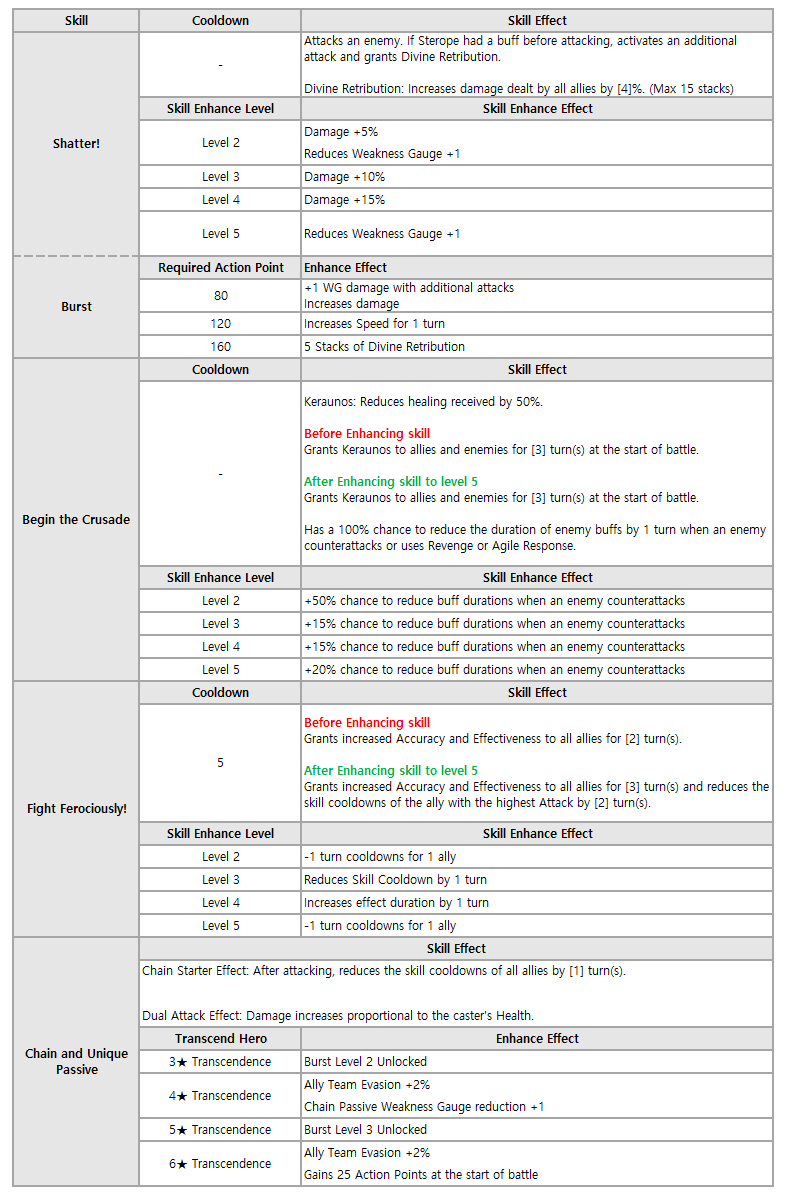 Skill Cooldown Skill Effect
Shatter!
-
Attacks an enemy. If Sterope had a buff before attacking, activates an additional
attack and grants Divine Retribution.
Divine Retribution: Increases damage dealt by all allies by [4]%. (Max 15 stacks)
Skill Enhance Level Skill Enhance Effect
Level 2
Damage +5%
Reduces Weakness Gauge +1
Level 3 Damage +10%
Level 4 Damage +15%
Level 5 Reduces Weakness Gauge +1
Burst
Required Action Point Enhance Effect
80
+1 WG damage with additional attacks
Increases damage
120 Increases Speed for 1 turn
160 5 Stacks of Divine Retribution
Begin the Crusade
Cooldown Skill Effect
-
Keraunos: Reduces healing received by 50%.
Before Enhancing skill
Grants Keraunos to allies and enemies for [3] turn(s) at the start of battle.
After Enhancing skill to level 5
Grants Keraunos to allies and enemies for [3] turn(s) at the start of battle.
Has a 100% chance to reduce the duration of enemy buffs by 1 turn when an enemy
counterattacks or uses Revenge or Agile Response.
Skill Enhance Level Skill Enhance Effect
Level 2 +50% chance to reduce buff durations when an enemy counterattacks
Level 3 +15% chance to reduce buff durations when an enemy counterattacks
Level 4 +15% chance to reduce buff durations when an enemy counterattacks
Level 5 +20% chance to reduce buff durations when an enemy counterattacks
Fight Ferociously!
Cooldown Skill Effect
5
Before Enhancing skill
Grants increased Accuracy and Effectiveness to all allies for [2] turn(s).
After Enhancing skill to level 5
Grants increased Accuracy and Effectiveness to all allies for [3] turn(s) and reduces the
skill cooldowns of the ally with the highest Attack by [2] turn(s).
Skill Enhance Level Skill Enhance Effect
Level 2 -1 turn cooldowns for 1 ally
Level 3 Reduces Skill Cooldown by 1 turn
Level 4 Increases effect duration by 1 turn
Level 5 -1 turn cooldowns for 1 ally
Chain and Unique
Passive
Skill Effect
Chain Starter Effect: After attacking, reduces the skill cooldowns of all allies by [1] turn(s).
Dual Attack Effect: Damage increases proportional to the caster's Health.
Transcend Hero Enhance Effect
3★ Transcendence Burst Level 2 Unlocked
4★ Transcendence
Ally Team Evasion +2%
Chain Passive Weakness Gauge reduction +1
5★ Transcendence Burst Level 3 Unlocked
6★ Transcendence
Ally Team Evasion +2%
Gains 25 Action Points at the start of battle